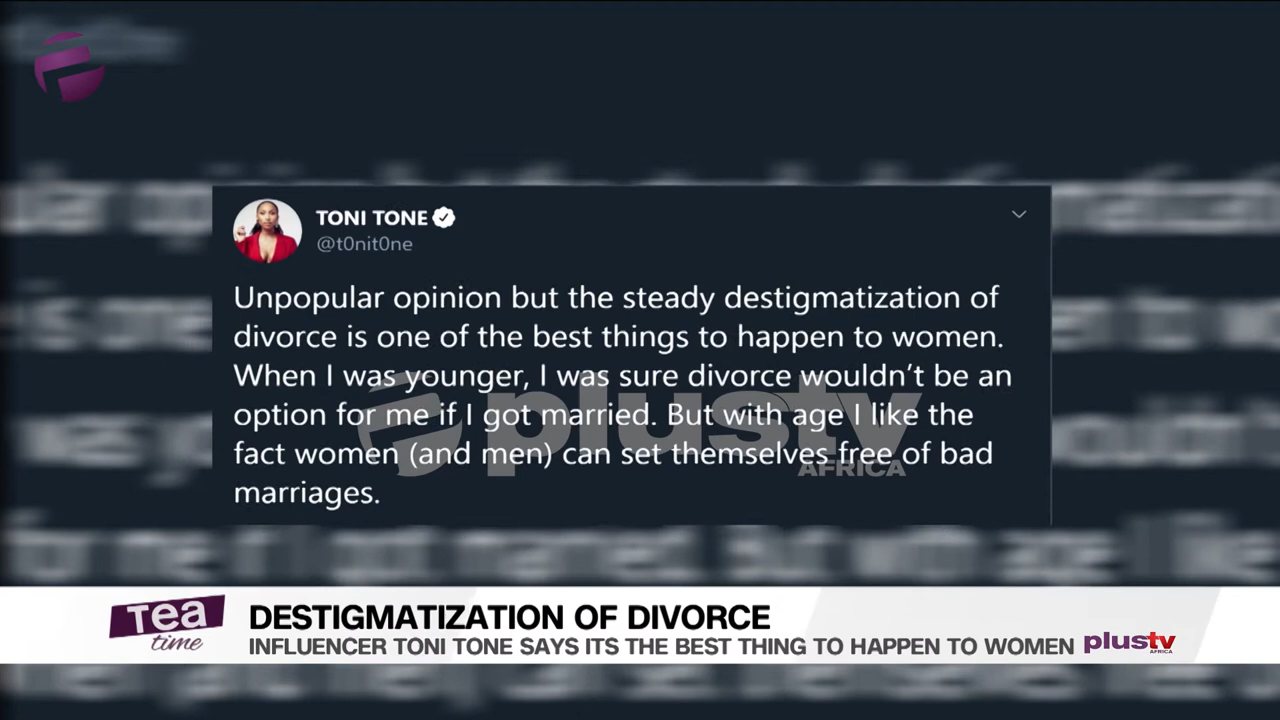 TONI TONE
@t0nit0ne
Unpopular opinion but the steady destigmatization of
divorce is one of the best things to happen to women.
When I was younger, I was sure divorce wouldn't be an
option for me if I got married. But with age I like the
fact women (and men) can set themselves free of bad
marriages.
plustv
AFRICA
Tea
time
DESTIGMATIZATION OF DIVORCE
INFLUENCER TONI TONE SAYS ITS THE BEST THING TO HAPPEN TO WOMEN
plustv
AFRICA